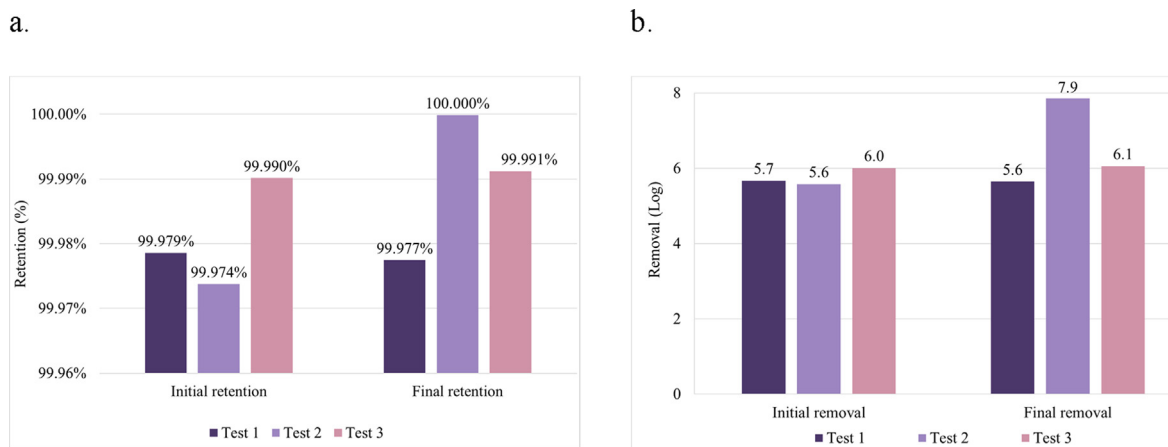 a.
100.00%
99.99%
99.98%
99.97%
99.96%
Retention (%)
99.979%
99.974%
99.990%
99.977%
100.000%
99.991%
Initial retention
Final retention
Test 1 Test 2 Test 3
b.
8
6
4
2
0
Removal (Log)
5.7
5.6
6.0
5.6
7.9
6.1
Initial removal
Final removal
Test 1 Test 2 Test 3